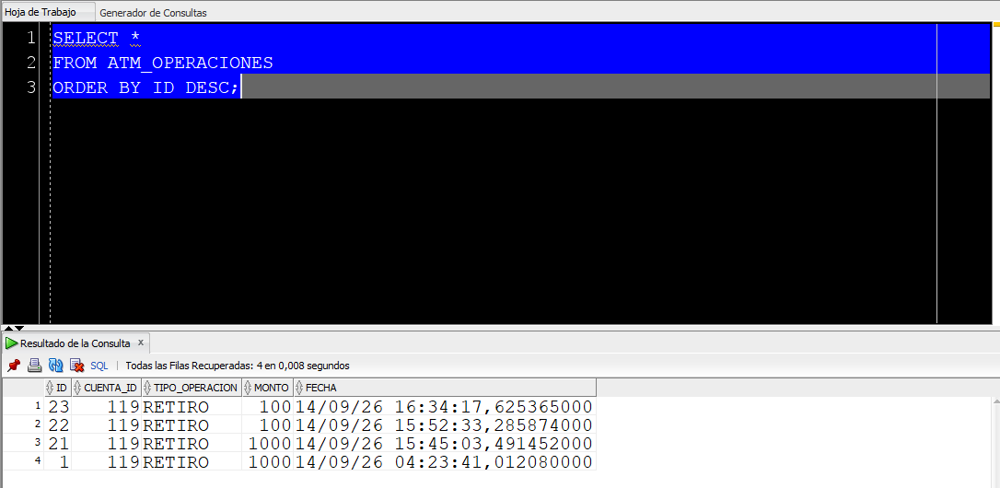 Hoja de Trabajo Generador de Consultas
1 SELECT *
2 FROM ATM_OPERACIONES
3 ORDER BY ID DESC;
Resultado de la Consulta x
SQL | Todas las Filas Recuperadas: 4 en 0,008 segundos
ID CUENTA_ID TIPO_OPERACION MONTO FECHA
1 23 119 RETIRO 100 14/09/26 16:34:17,625365000
2 22 119 RETIRO 100 14/09/26 15:52:33,285874000
3 21 119 RETIRO 1000 14/09/26 15:45:03,491452000
4 1 119 RETIRO 1000 14/09/26 04:23:41,012080000